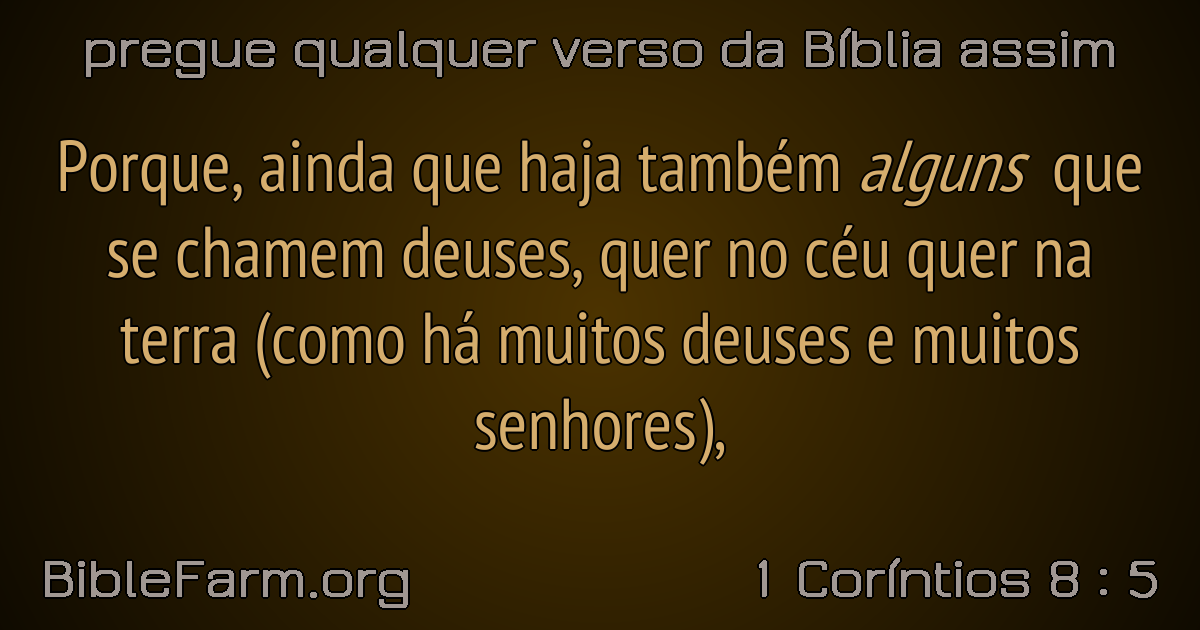 pregue qualquer verso da Bíblia assim
Porque, ainda que haja também alguns que
se chamem deuses, quer no céu quer na
terra (como há muitos deuses e muitos
senhores),
BibleFarm.org
1 Coríntios 8 : 5